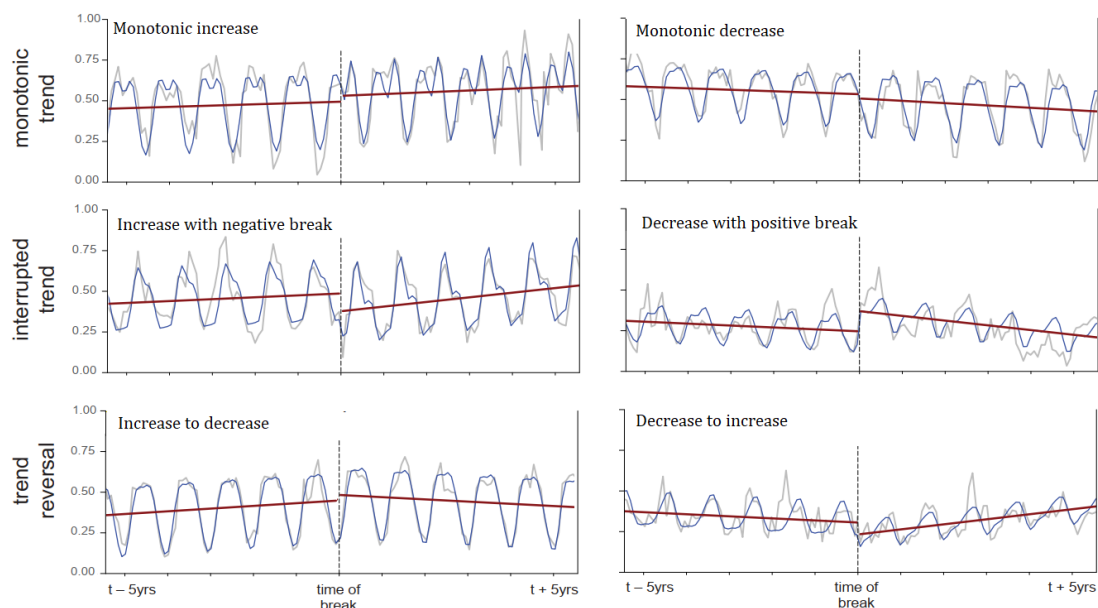 1.00
Monotonic increase
Monotonic decrease
0.75
0.50
0.25
0.00
monotonic
trend
1.00
Increase with negative break
Decrease with positive break
0.75
0.50
0.25
0.00
interrupted
trend
1.00
Increase to decrease
Decrease to increase
0.75
0.50
0.25
0.00
trend
reversal
t – 5yrs
time of
break
t + 5yrs
t – 5yrs
time of
break
t + 5yrs